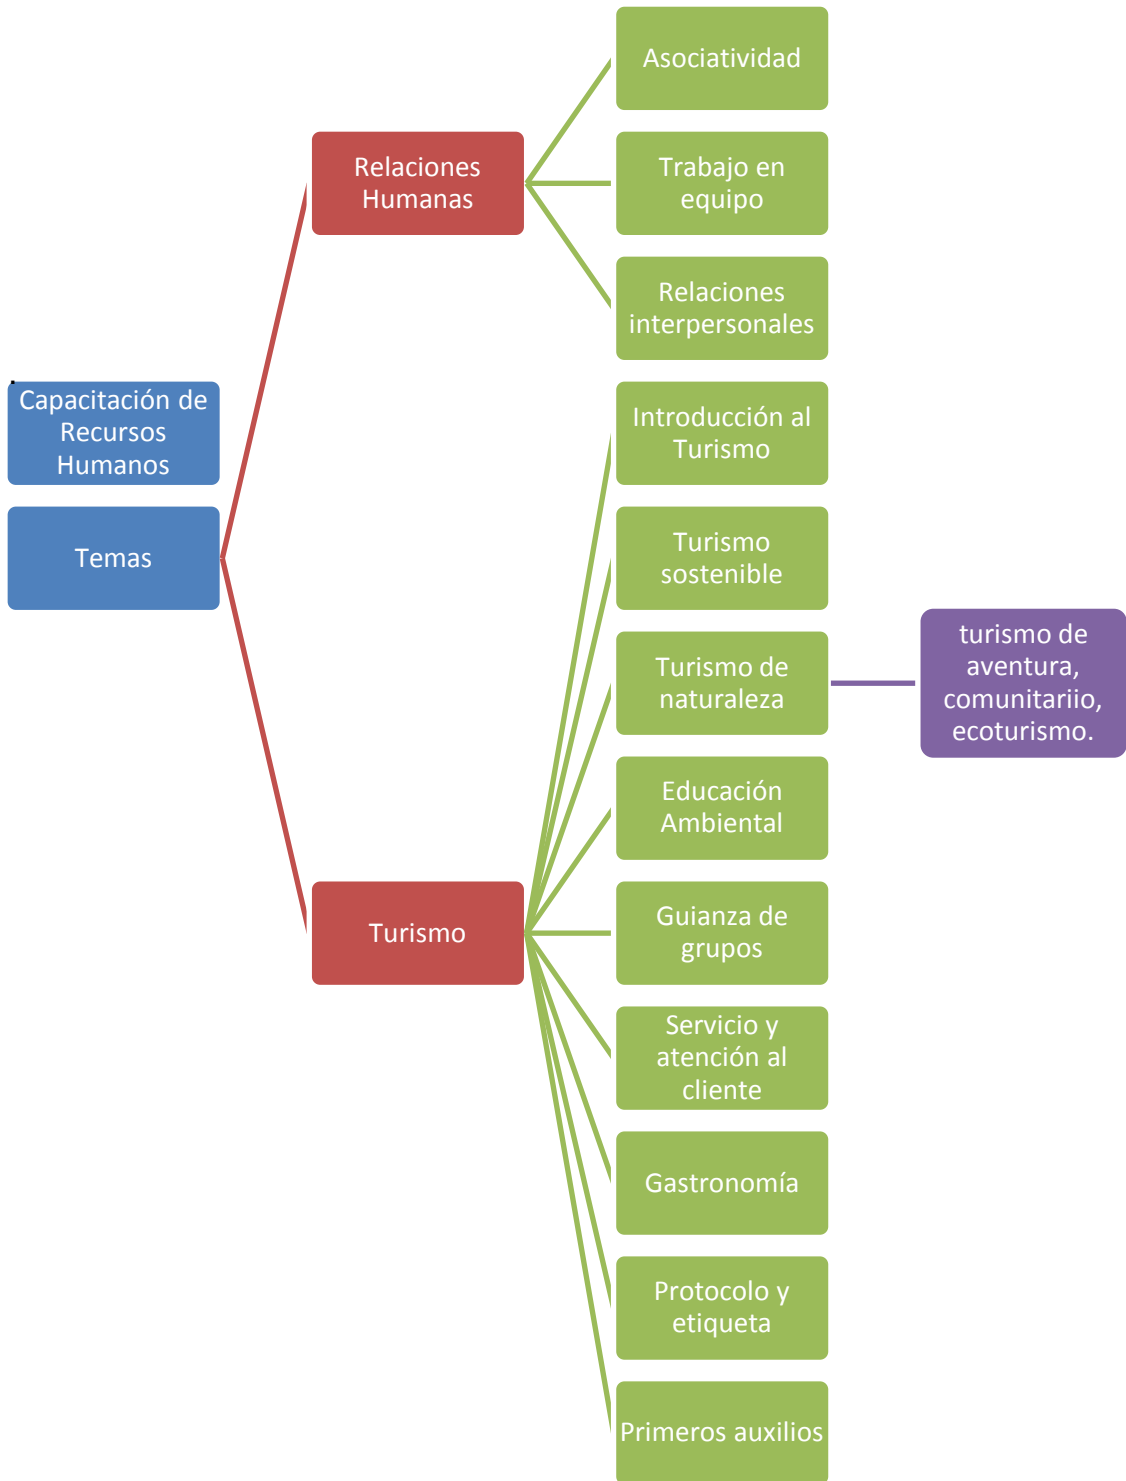 Capacitación de
Recursos
Humanos
Temas
Relaciones
Humanas
Asociatividad
Trabajo en
equipo
Relaciones
interpersonales
Turismo
Introducción al
Turismo
Turismo
sostenible
Turismo de
naturaleza
turismo de
aventura,
comunitariio,
ecoturismo.
Educación
Ambiental
Guianza de
grupos
Servicio y
atención al
cliente
Gastronomía
Protocolo y
etiqueta
Primeros auxilios